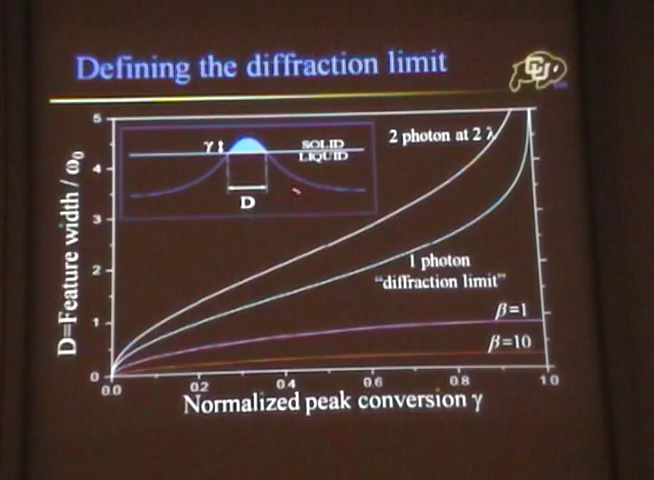 Defining the diffraction limit
CU
5
4
3
2
1
0
D=Feature width / ω₀
γ
SOLID
LIQUID
D
2 photon at 2 λ
1 photon
"diffraction limit"
β=1
β=10
0.0 0.2 0.4 0.6 0.8 1.0
Normalized peak conversion γ